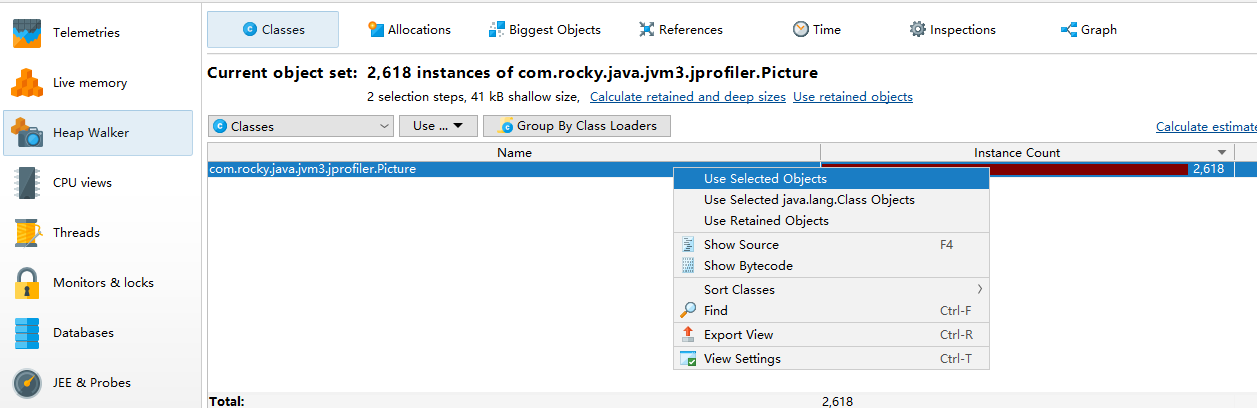 Telemetries
Live memory
Heap Walker
CPU views
Threads
Monitors & locks
Databases
JEE & Probes
Classes Allocations Biggest Objects References Time Inspections Graph
Current object set: 2,618 instances of com.rocky.java.jvm3.jprofiler.Picture
2 selection steps, 41 kB shallow size, Calculate retained and deep sizes Use retained objects
Classes Use ... Group By Class Loaders
Calculate estimate
Name Instance Count
com.rocky.java.jvm3.jprofiler.Picture 2,618
Use Selected Objects
Use Selected java.lang.Class Objects
Use Retained Objects
Show Source F4
Show Bytecode
Sort Classes
Find Ctrl-F
Export View Ctrl-R
View Settings Ctrl-T
Total: 2,618